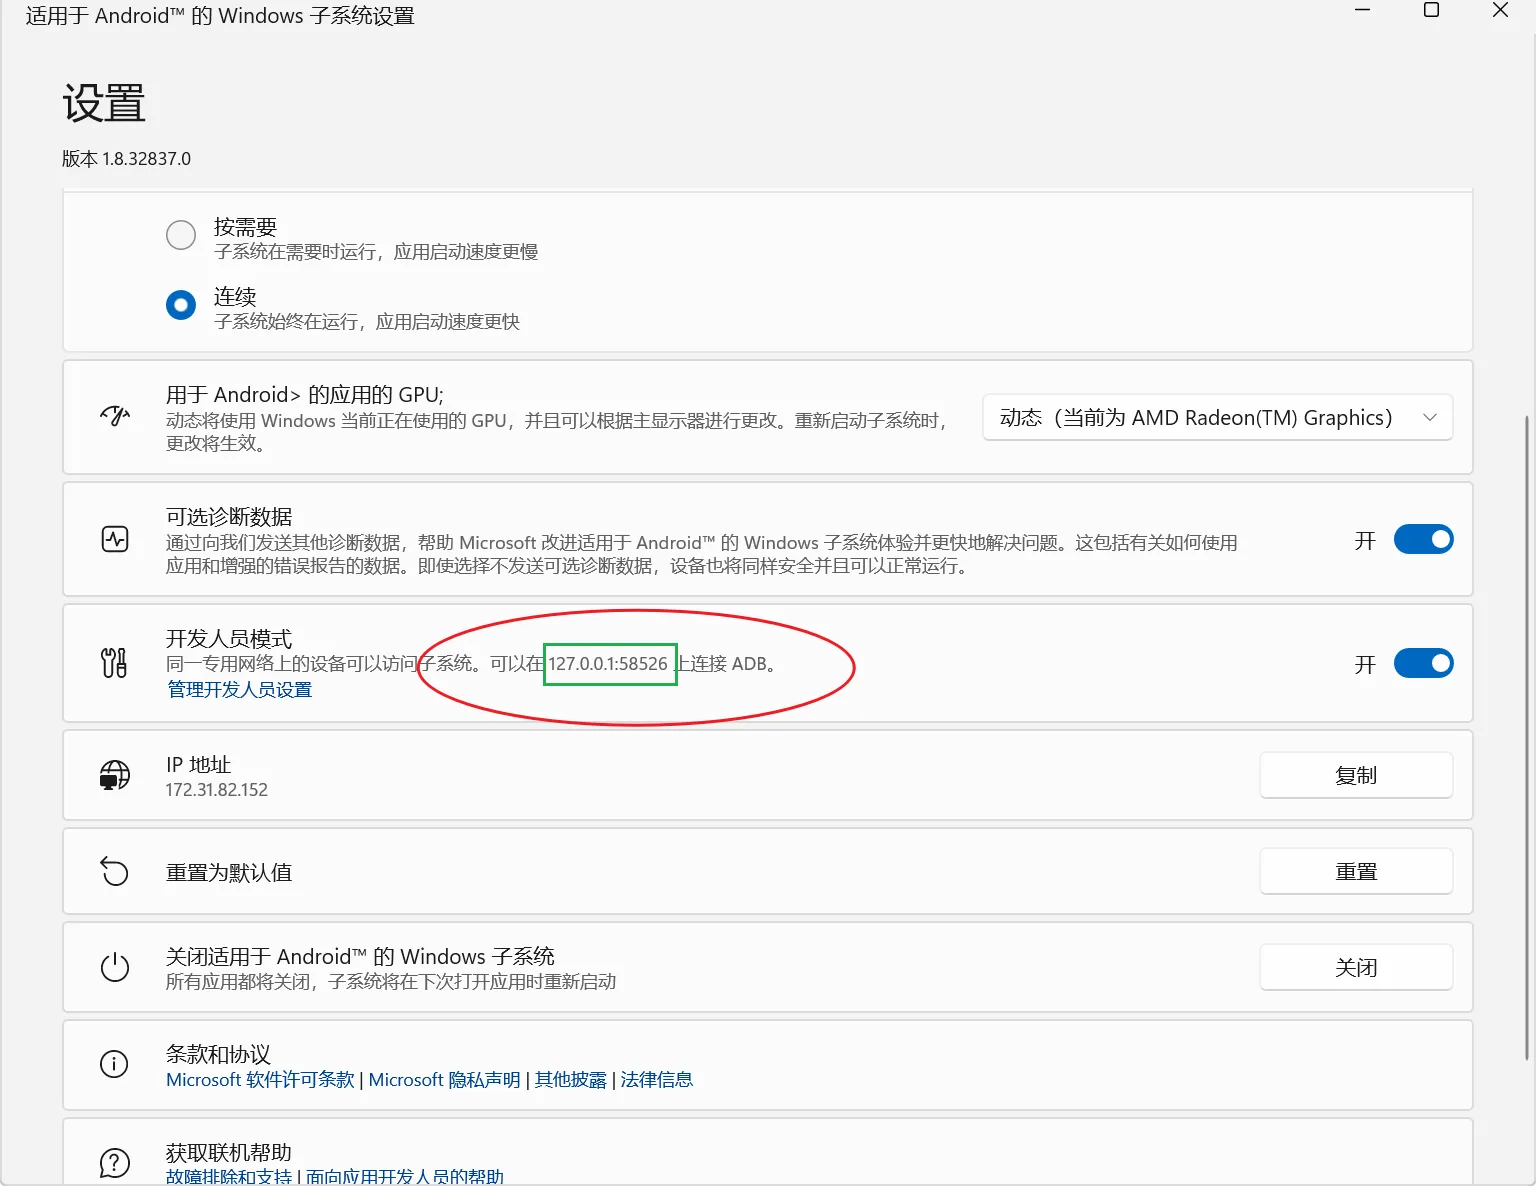 适用于 Android™ 的 Windows 子系统设置
设置
版本 1.8.32837.0
按需要
子系统在需要时运行，应用启动速度更慢
连续
子系统始终在运行，应用启动速度更快
用于 Android> 的应用的 GPU;
动态将使用 Windows 当前正在使用的 GPU，并且可以根据主显示器进行更改。重新启动子系统时，
更改将生效。
动态（当前为 AMD Radeon(TM) Graphics）
可选诊断数据
通过向我们发送其他诊断数据，帮助 Microsoft 改进适用于 Android™ 的 Windows 子系统体验并更快地解决问题。这包括有关如何使用
应用和增强的错误报告的数据。即使选择不发送可选诊断数据，设备也将同样安全并且可以正常运行。
开
开发人员模式
同一专用网络上的设备可以访问子系统。可以在 127.0.0.1:58526 上连接 ADB。
管理开发人员设置
开
IP 地址
172.31.82.152
复制
重置为默认值
重置
关闭适用于 Android™ 的 Windows 子系统
所有应用都将关闭，子系统将在下次打开应用时重新启动
关闭
条款和协议
Microsoft 软件许可条款 | Microsoft 隐私声明 | 其他披露 | 法律信息
获取联机帮助
故障排除和支持 | 面向应用开发人员的帮助